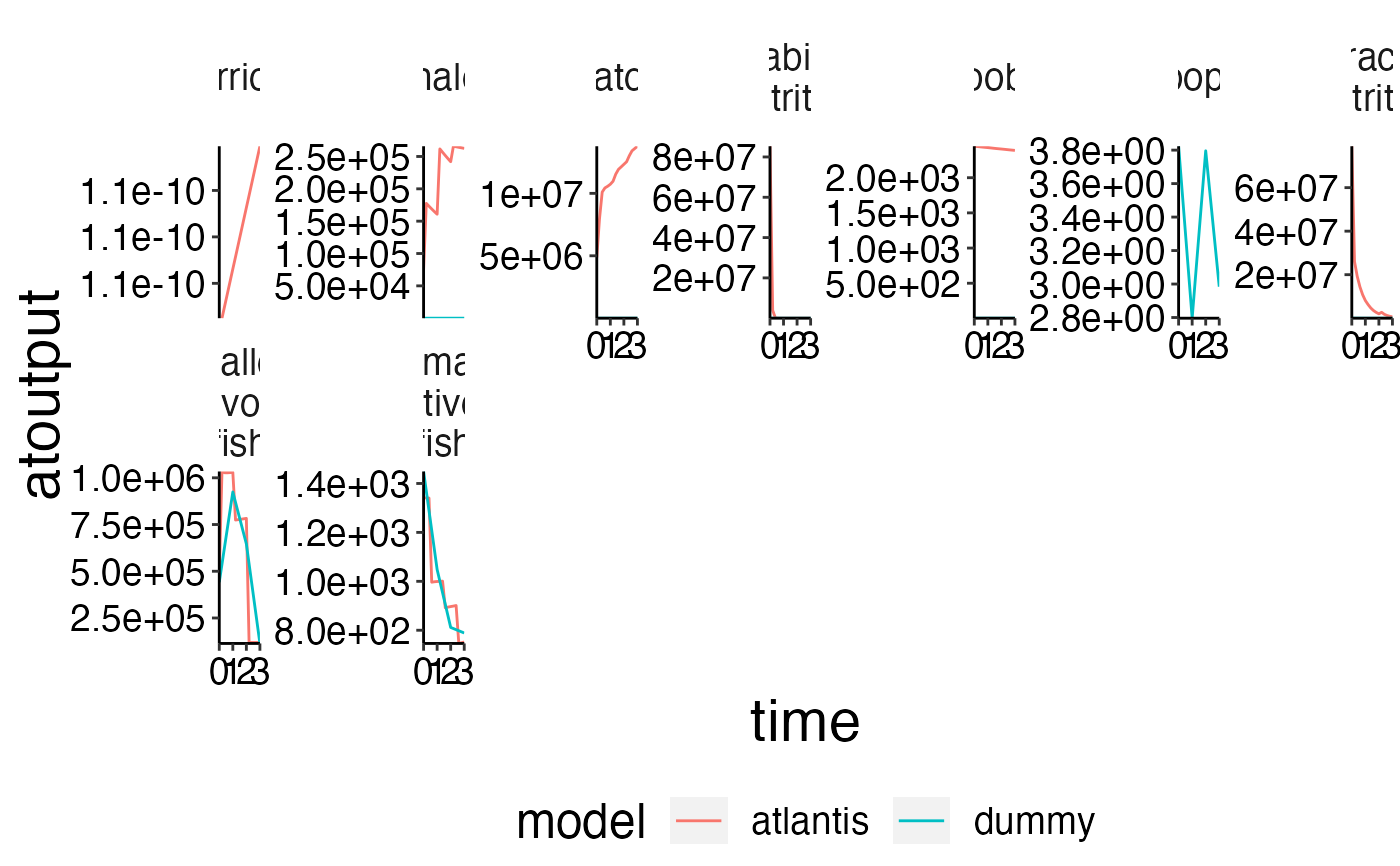 rric
nale
ato
abi
trit
oob
oop
rac
trit
1.1e-10
1.1e-10
1.1e-10
2.5e+05
2.0e+05
1.5e+05
1.0e+05
5.0e+04
1e+07
5e+06
8e+07
6e+07
4e+07
2e+07
2.0e+03
1.5e+03
1.0e+03
5.0e+02
3.8e+00
3.6e+00
3.4e+00
3.2e+00
3.0e+00
2.8e+00
6e+07
4e+07
2e+07
0123
0123
0123
0123
0123
atoutput
alle
vo
fish
ma
tive
fish
1.0e+06
7.5e+05
5.0e+05
2.5e+05
1.4e+03
1.2e+03
1.0e+03
8.0e+02
0123
0123
time
model atlantis dummy